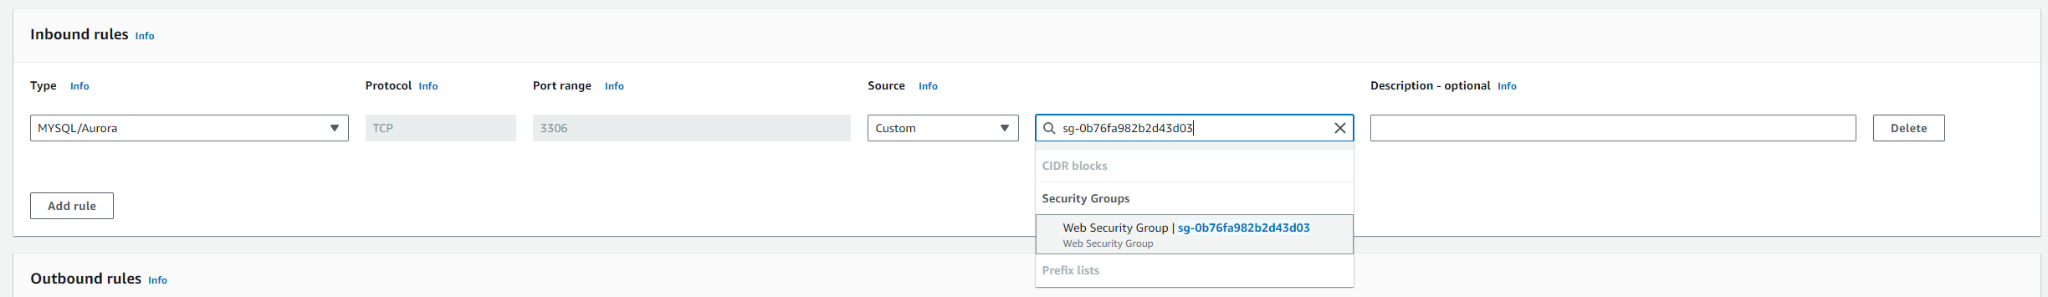 Inbound rules Info
Type Info Protocol Info Port range Info Source Info Description - optional Info
MYSQL/Aurora TCP 3306 Custom sg-0b76fa982b2d43d03 Delete
CIDR blocks
Security Groups
Add rule
Web Security Group | sg-0b76fa982b2d43d03
Web Security Group
Prefix lists
Outbound rules Info